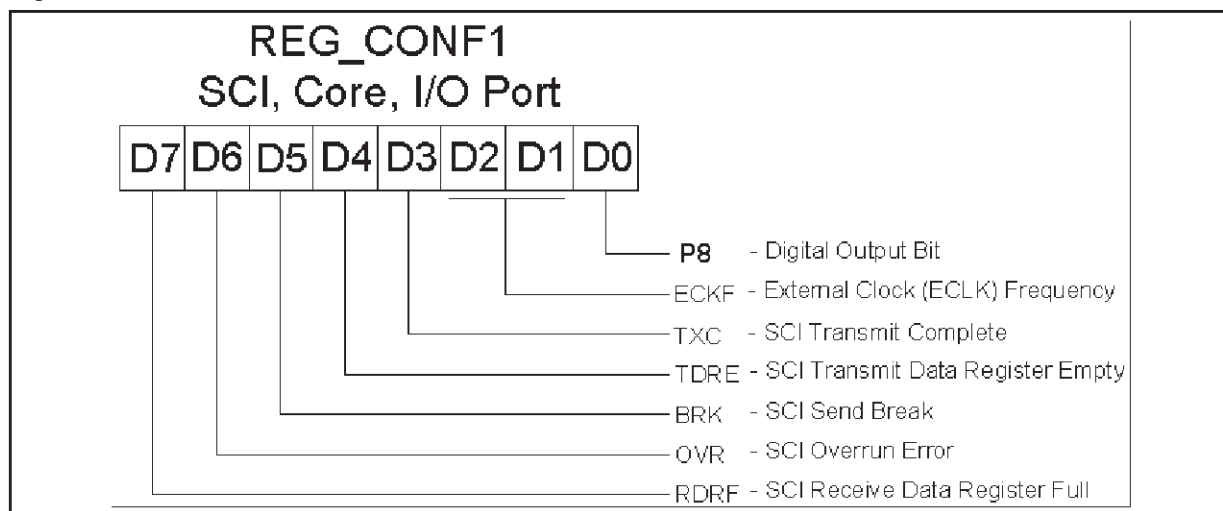 REG_CONF1
SCI, Core, I/O Port
D7 D6 D5 D4 D3 D2 D1 D0
P8 - Digital Output Bit
ECKF - External Clock (ECLK) Frequency
TXC - SCI Transmit Complete
TDRE - SCI Transmit Data Register Empty
BRK - SCI Send Break
OVR - SCI Overrun Error
RDRF - SCI Receive Data Register Full